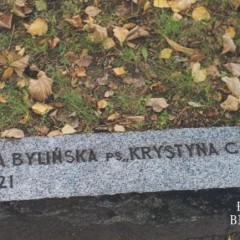 A BYLIŃSKA PS. „KRYSTYNA C
21